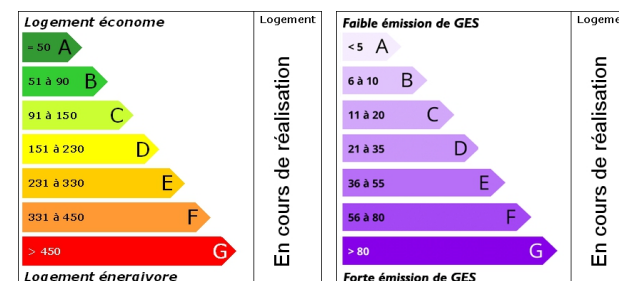 Logement économe
Logement
= 50 A
51 à 90 B
91 à 150 C
151 à 230 D
231 à 330 E
331 à 450 F
> 450 G
Logement énergivore
En cours de réalisation
Faible émission de GES
Logeme
< 5 A
6 à 10 B
11 à 20 C
21 à 35 D
36 à 55 E
56 à 80 F
> 80 G
Forte émission de GES
En cours de réalisation